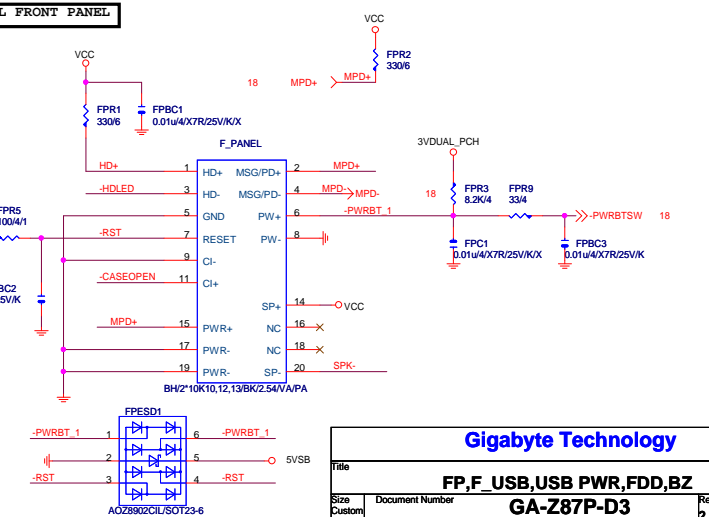 L FRONT PANEL
VCC
FPR2
330/6
18 MPD+ MPD+
VCC
FPR1
330/6
FPBC1
0.01u/4/X7R/25V/K/X
F_PANEL
3VDUAL_PCH
HD+ 1 HD+ MSG/PD+ 2 MPD+
-HDLED 3 HD- MSG/PD- 4 MPD- MPD- 18
FPR3
8.2K/4
FPR9
33/4
5 GND PW+ 6 -PWRBT_1
-PWRBTSW 18
FPR5
100/4/1
-RST 7 RESET PW- 8
9 CI-
-CASEOPEN 11 CI+
FPC1
0.01u/4/X7R/25V/K/X
FPBC3
0.01u/4/X7R/25V/K
BC2
5V/K
SP+ 14 VCC
MPD+ 15 PWR+ NC 16
17 PWR- NC 18
19 PWR- SP- 20 SPK-
BH/2*10K10,12,13/BK/2.54/VA/PA
FPESD1
-PWRBT_1 1 6 -PWRBT_1
2 5 5VSB
-RST 3 4 -RST
AOZ8902CIL/SOT23-6
Gigabyte Technology
Title
FP,F_USB,USB PWR,FDD,BZ
Size
Custom
Document Number
GA-Z87P-D3
Re